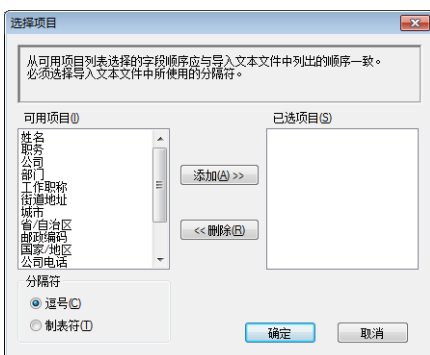 选择项目
从可用项目列表选择的字段顺序应与导入文本文件中列出的顺序一致。
必须选择导入文本文件中所使用的分隔符。
可用项目(I)
已选项目(S)
姓名
职务
公司
部门
工作职称
街道地址
城市
省/自治区
邮政编码
国家/地区
公司电话
添加(A) >>
<< 删除(R)
分隔符
逗号(C)
制表符(T)
确定
取消